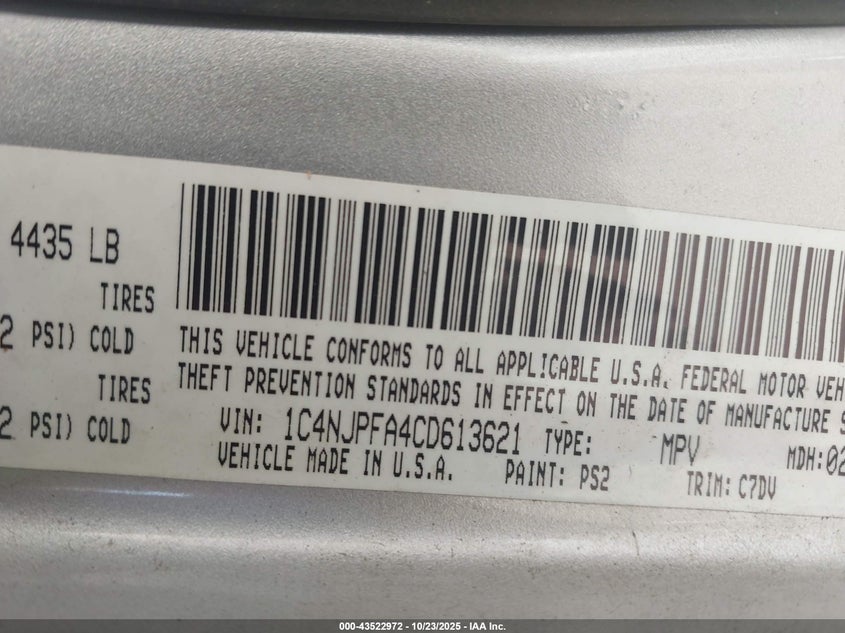 4435 LB
TIRES
2 PSI) COLD
TIRES
2 PSI) COLD
THIS VEHICLE CONFORMS TO ALL APPLICABLE U.S.A. FEDERAL MOTOR VEH
THEFT PREVENTION STANDARDS IN EFFECT ON THE DATE OF MANUFACTURE S
VIN: 1C4NJPFA4CD613621 TYPE: MPV MDH:02
VEHICLE MADE IN U.S.A. PAINT: PS2 TRIM: C7DV
000-43522972 - 10/23/2025 - IAA Inc.